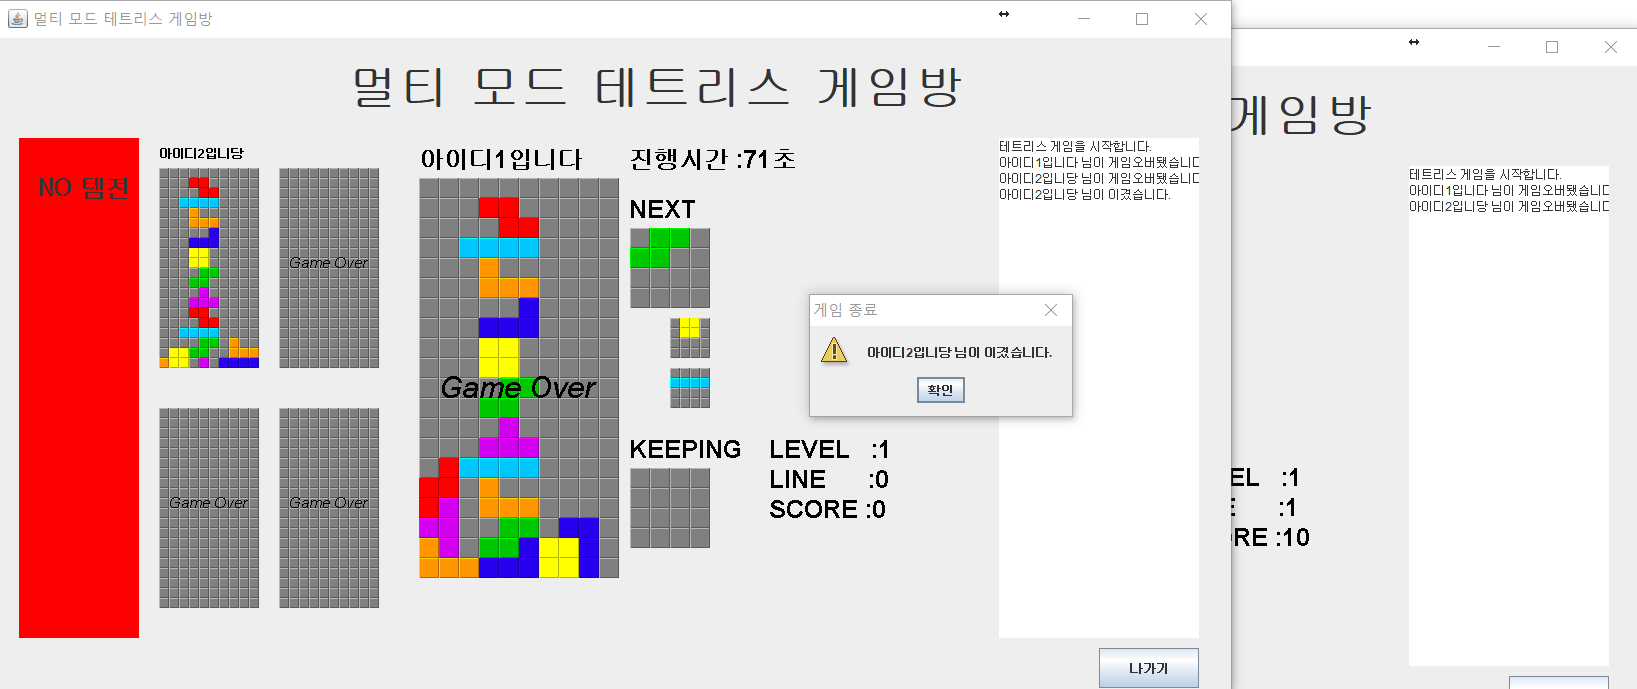 멀티 모드 테트리스 게임방
멀티 모드 테트리스 게임방
NO 템전
아이디2입니당
Game Over
Game Over
Game Over
아이디1입니다
Game Over
진행시간 :71초
NEXT
KEEPING
LEVEL :1
LINE :0
SCORE :0
테트리스 게임을 시작합니다.
아이디1입니다 님이 게임오버됐습니다
아이디2입니당 님이 게임오버됐습니다
아이디2입니당 님이 이겼습니다.
게임 종료
아이디2입니당 님이 이겼습니다.
확인
나가기
게임방
테트리스 게임을 시작합니다.
아이디1입니다 님이 게임오버됐습니다
아이디2입니당 님이 게임오버됐습니다
EL :1
E :1
RE :10